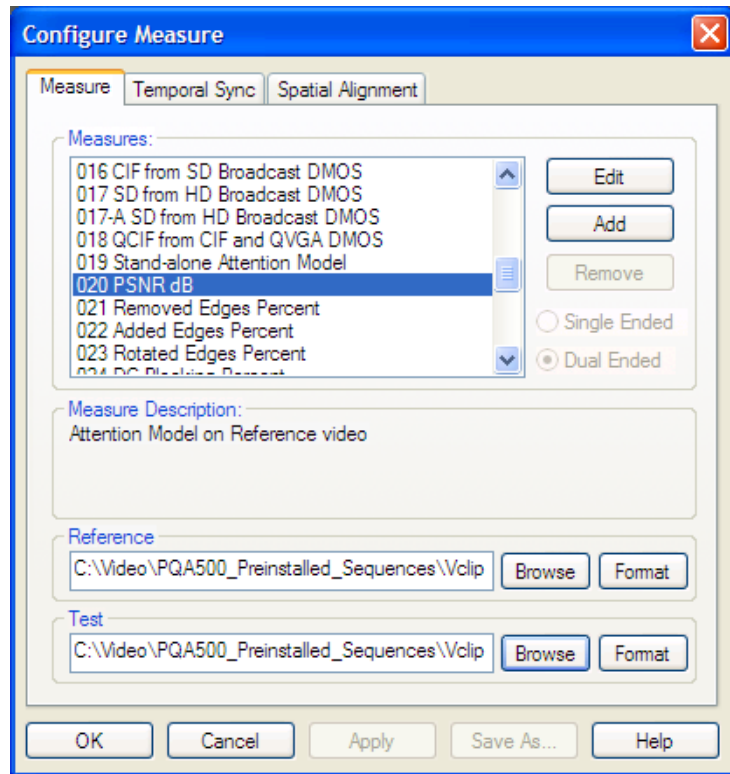 Configure Measure
Measure Temporal Sync Spatial Alignment
Measures:
016 CIF from SD Broadcast DMOS
017 SD from HD Broadcast DMOS
017-A SD from HD Broadcast DMOS
018 QCIF from CIF and QVGA DMOS
019 Stand-alone Attention Model
020 PSNR dB
021 Removed Edges Percent
022 Added Edges Percent
023 Rotated Edges Percent
024 DC Blocking Percent
Edit
Add
Remove
Single Ended
Dual Ended
Measure Description:
Attention Model on Reference video
Reference
C:\Video\PQA500_Preinstalled_Sequences\Vclip Browse Format
Test
C:\Video\PQA500_Preinstalled_Sequences\Vclip Browse Format
OK Cancel Apply Save As... Help